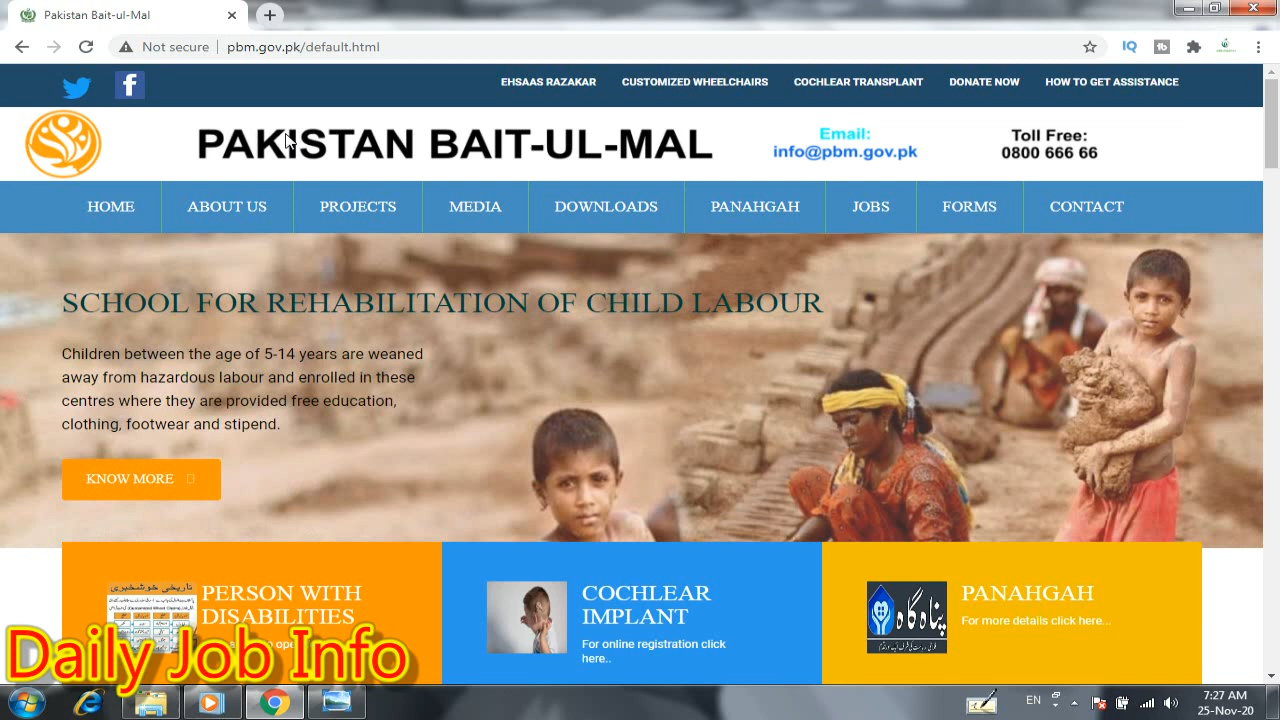 Pakistan Bait-ul-Mal
Not secure
pbm.gov.pk/default.html
EHSAAS RAZAKAR
CUSTOMIZED WHEELCHAIRS
COCHLEAR TRANSPLANT
DONATE NOW
HOW TO GET ASSISTANCE
PAKISTAN BAIT-UL-MAL
Email:
info@pbm.gov.pk
Toll Free:
0800 666 66
HOME
ABOUT US
PROJECTS
MEDIA
DOWNLOADS
PANAHGAH
JOBS
FORMS
CONTACT
SCHOOL FOR REHABILITATION OF CHILD LABOUR
Children between the age of 5-14 years are weaned
away from hazardous labour and enrolled in these
centres where they are provided free education,
clothing, footwear and stipend.
KNOW MORE
تاریخی خوشخبری
PERSON WITH
DISABILITIES
COCHLEAR
IMPLANT
For online registration click
here..
پناہ گاہ
PANAHGAH
For more details click here...
Daily Job Info
EN
7:27 AM
25-Nov-20